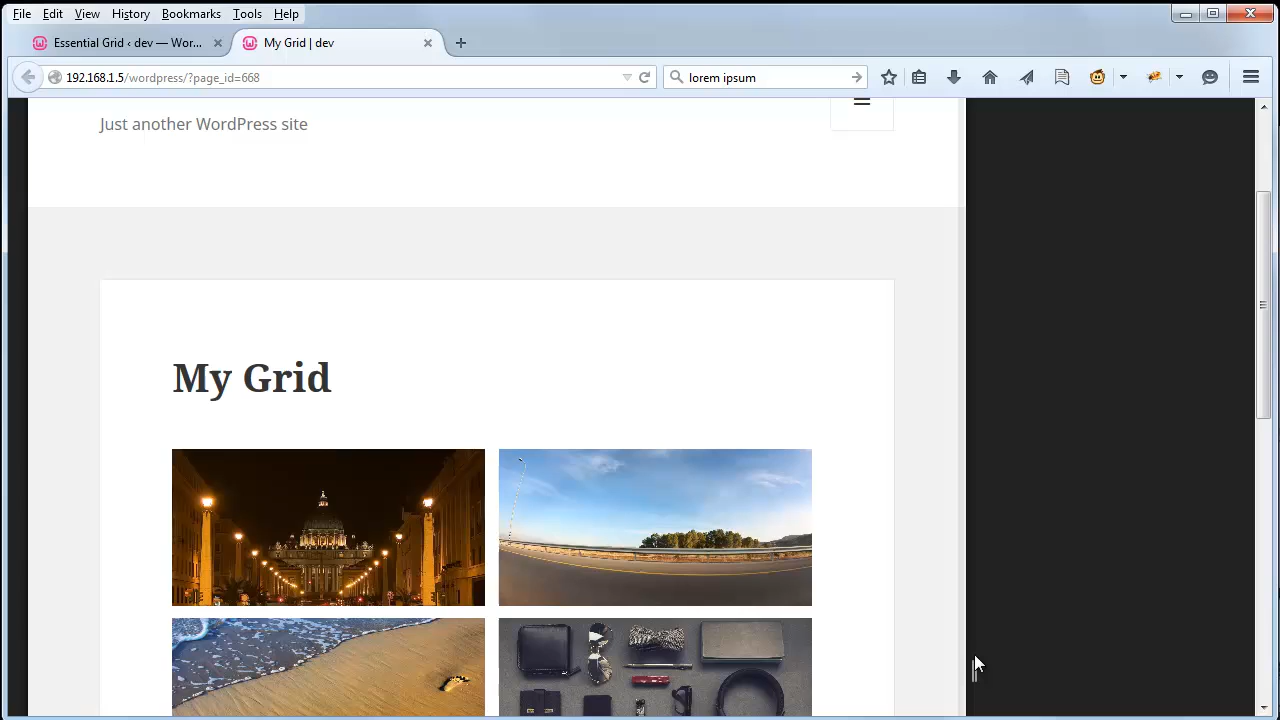 File Edit View History Bookmarks Tools Help
Essential Grid ‹ dev — Wor...
My Grid | dev
192.168.1.5/wordpress/?page_id=668
lorem ipsum
Just another WordPress site
My Grid